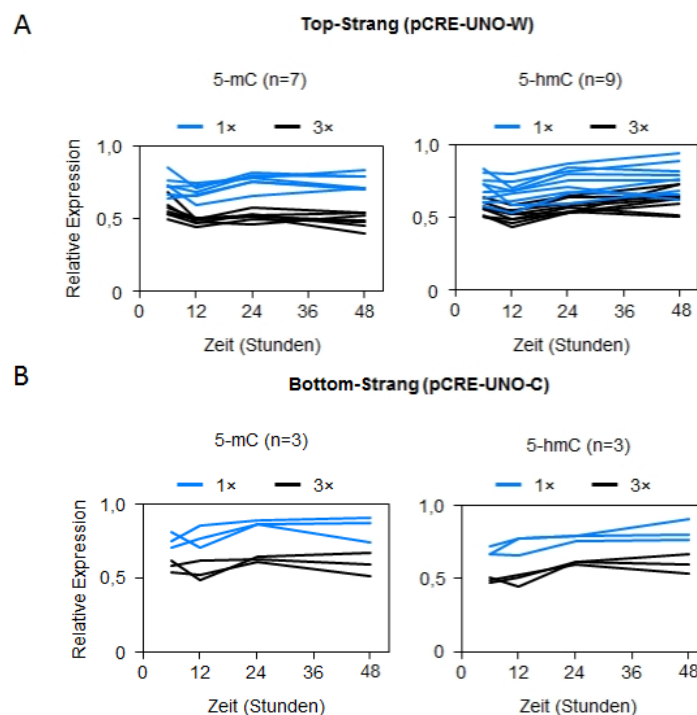 A
Top-Strang (pCRE-UNO-W)
5-mC (n=7)
5-hmC (n=9)
1× 3×
1× 3×
Relative Expression
1,0
0,5
0
0 12 24 36 48
Zeit (Stunden)
1,0
0,5
0
0 12 24 36 48
Zeit (Stunden)
B
Bottom-Strang (pCRE-UNO-C)
5-mC (n=3)
5-hmC (n=3)
1× 3×
1× 3×
Relative Expression
1,0
0,5
0
0 12 24 36 48
Zeit (Stunden)
1,0
0,5
0
0 12 24 36 48
Zeit (Stunden)